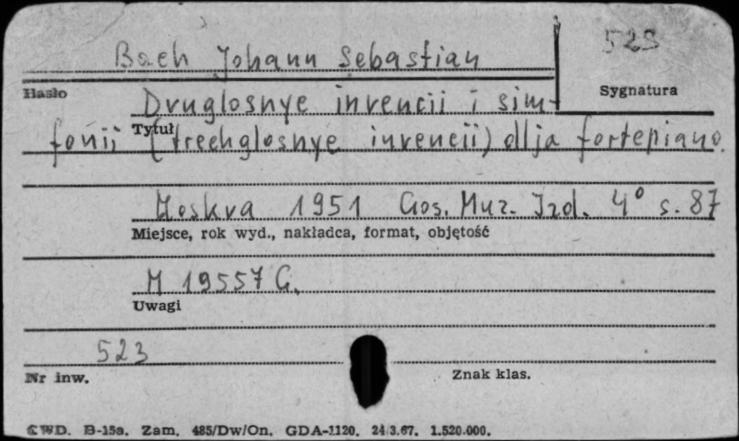 Bach Johann Sebastian
523
Hasło
Sygnatura
Dvuglosnye invencii i sim-
Tytuł
fonii (trechglosnye invencii) dlja fortepiano.
Moskva 1951 Gos. Muz. Izd. 4° s. 87
Miejsce, rok wyd., nakładca, format, objętość
M 19557 G.
Uwagi
523
Nr inw.
Znak klas.
CWD. B-15a. Zam. 485/Dw/On. GDA-1120. 24.3.67. 1.520.000.